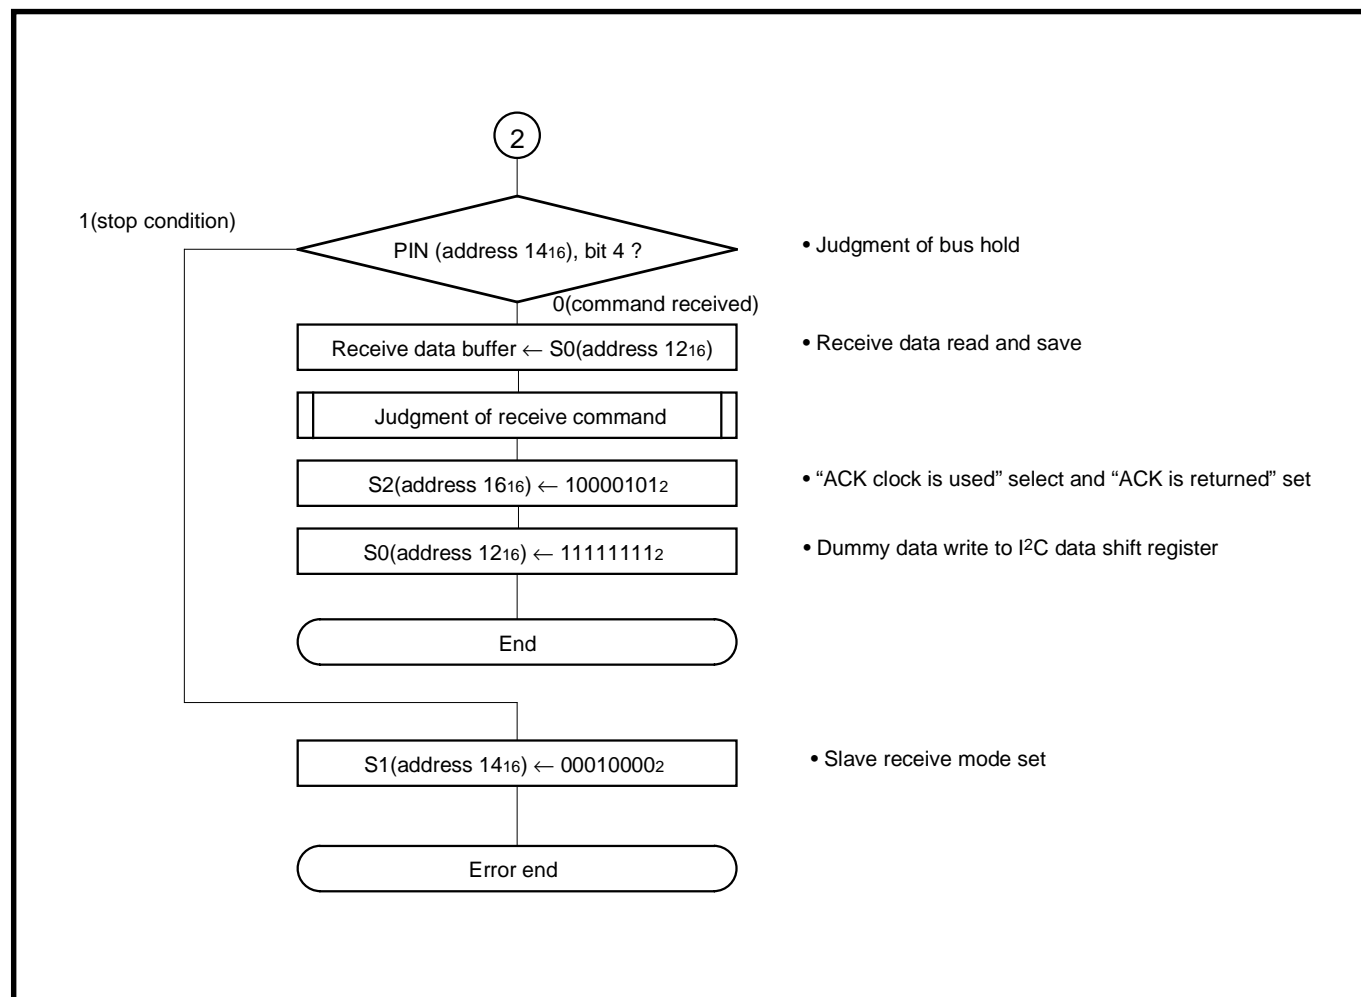 2
1(stop condition)
PIN (address 14₁₆), bit 4 ?
• Judgment of bus hold
0(command received)
Receive data buffer ← S0(address 12₁₆)
• Receive data read and save
Judgment of receive command
S2(address 16₁₆) ← 10000101₂
• “ACK clock is used” select and “ACK is returned” set
S0(address 12₁₆) ← 11111111₂
• Dummy data write to I²C data shift register
End
S1(address 14₁₆) ← 00010000₂
• Slave receive mode set
Error end